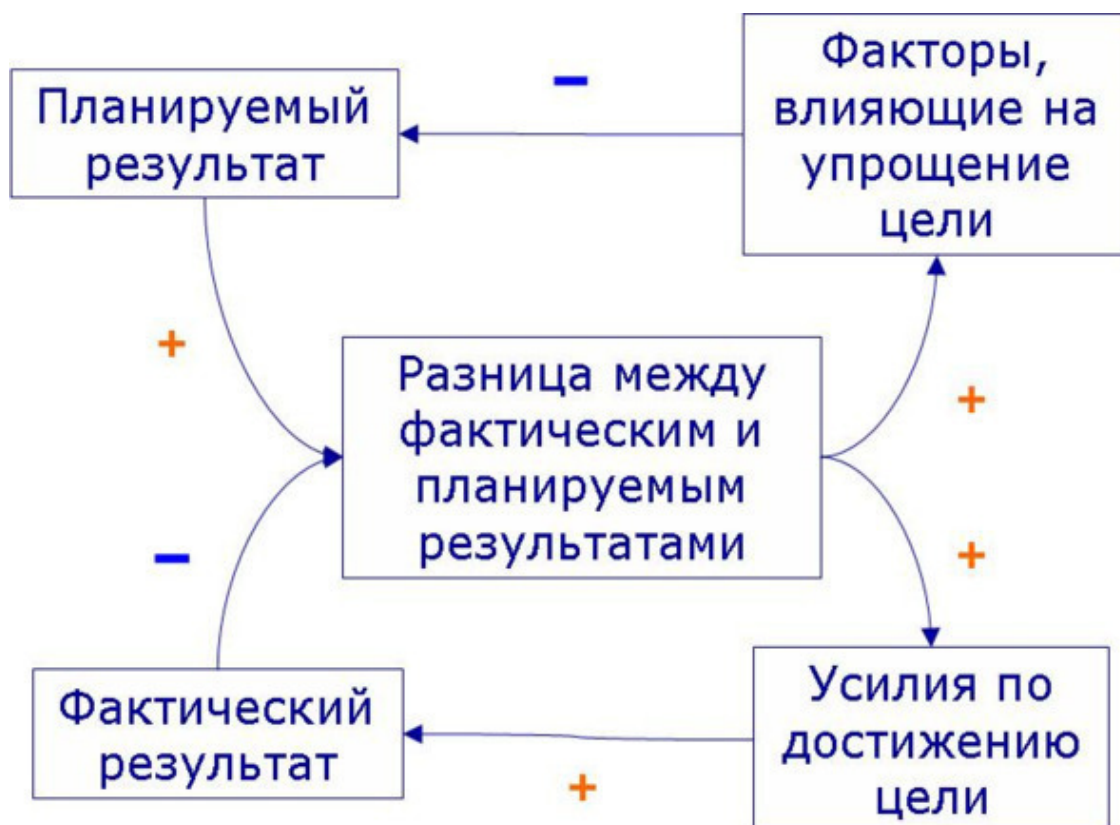 Планируемый
результат
–
Факторы,
влияющие на
упрощение
цели
+
Разница между
фактическим и
планируемым
результатами
+
–
+
Фактический
результат
+
Усилия по
достижению
цели